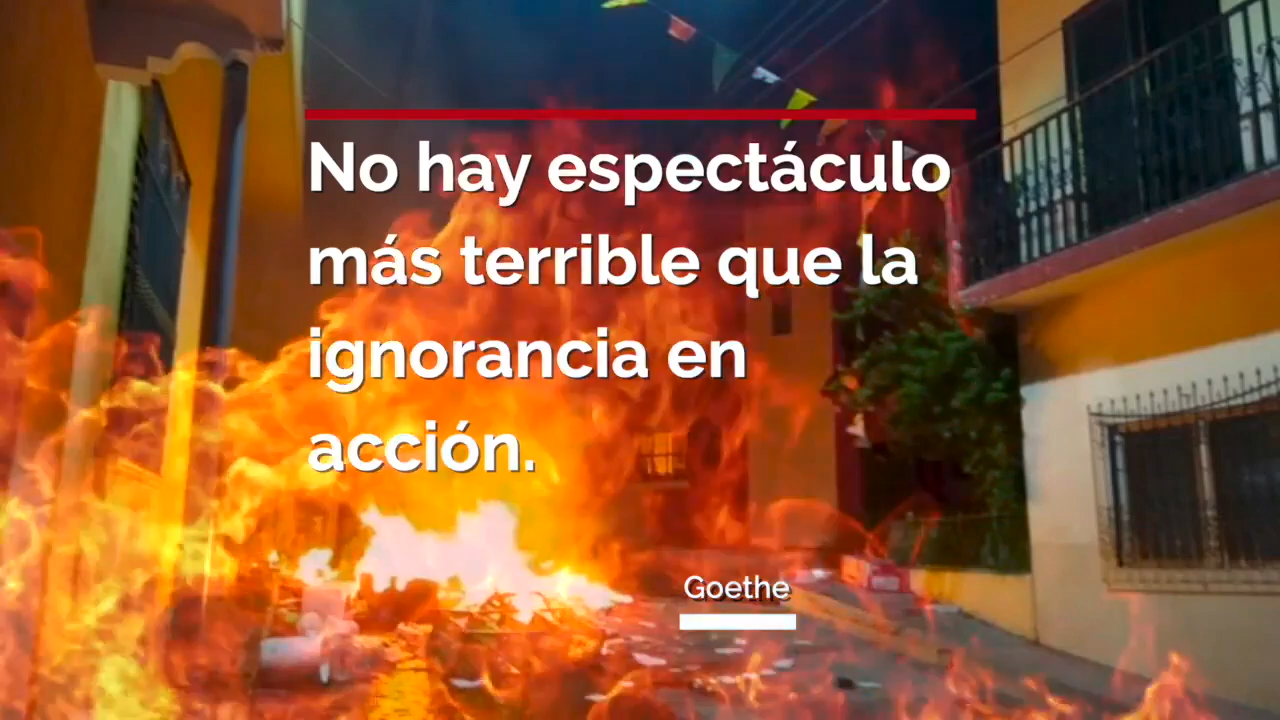 No hay espectáculo
más terrible que la
ignorancia en
acción.
Goethe